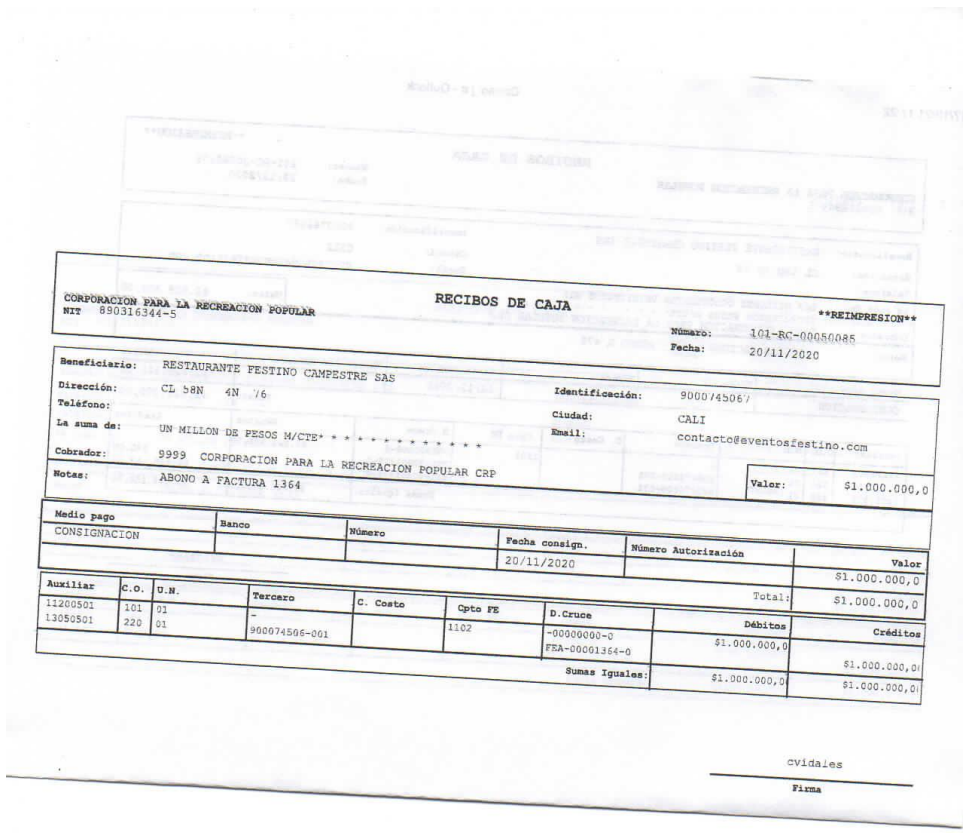 RECIBOS DE CAJA
**REIMPRESION**
CORPORACION PARA LA RECREACION POPULAR
NIT 890316344-5
Número: 101-RC-00050085
Fecha: 20/11/2020
Beneficiario: RESTAURANTE FESTINO CAMPESTRE SAS
Identificación: 9000745067
Dirección: CL 58N 4N 76
Ciudad: CALI
Teléfono:
Email: contacto@eventosfestino.com
La suma de: UN MILLON DE PESOS M/CTE* * * * * * * * * * * * *
Cobrador: 9999 CORPORACION PARA LA RECREACION POPULAR CRP
Valor: $1.000.000,0
Notas: ABONO A FACTURA 1364
Medio pago Banco Número Fecha consign. Número Autorización Valor
CONSIGNACION 20/11/2020 $1.000.000,0
Total: $1.000.000,0
Auxiliar C.O. U.N. Tercero C. Costo Cpto FE D.Cruce Débitos Créditos
11200501 101 01 - 1102 -00000000-0 $1.000.000,0
13050501 220 01 900074506-001 FEA-00001364-0 $1.000.000,0
Sumas Iguales: $1.000.000,0 $1.000.000,0
cvidales
Firma